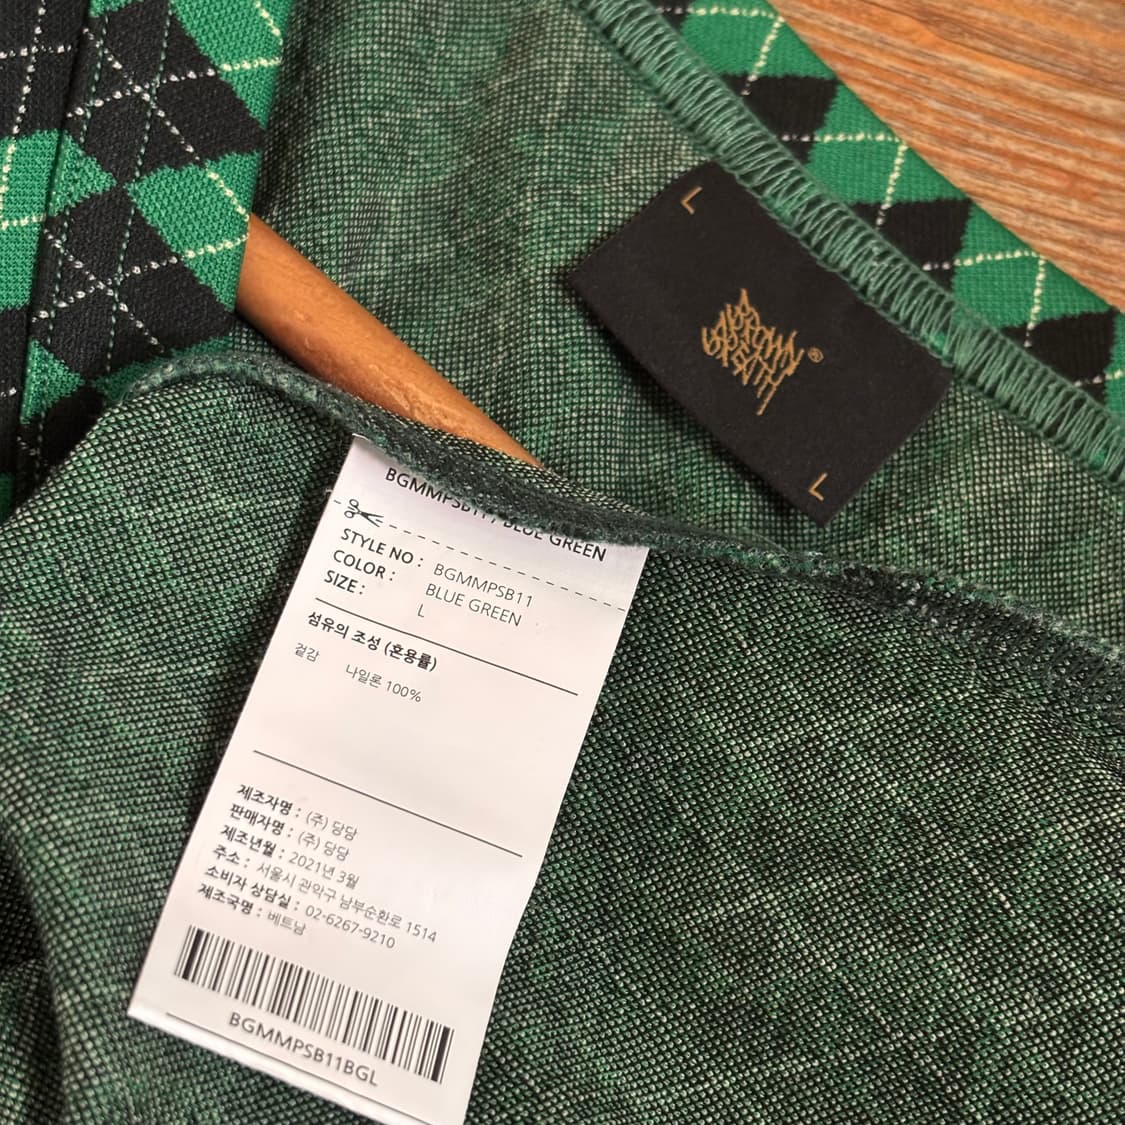 L
BROWN
BREATH
®
L
BGMMPSB11 / BLUE GREEN
STYLE NO : BGMMPSB11
COLOR : BLUE GREEN
SIZE : L
섬유의 조성 (혼용률)
겉감 나일론 100%
제조자명 : (주) 당당
판매자명 : (주) 당당
제조년월 : 2021년 3월
주소 : 서울시 관악구 남부순환로 1514
소비자 상담실 : 02-6267-9210
제조국명 : 베트남
BGMMPSB11BGL